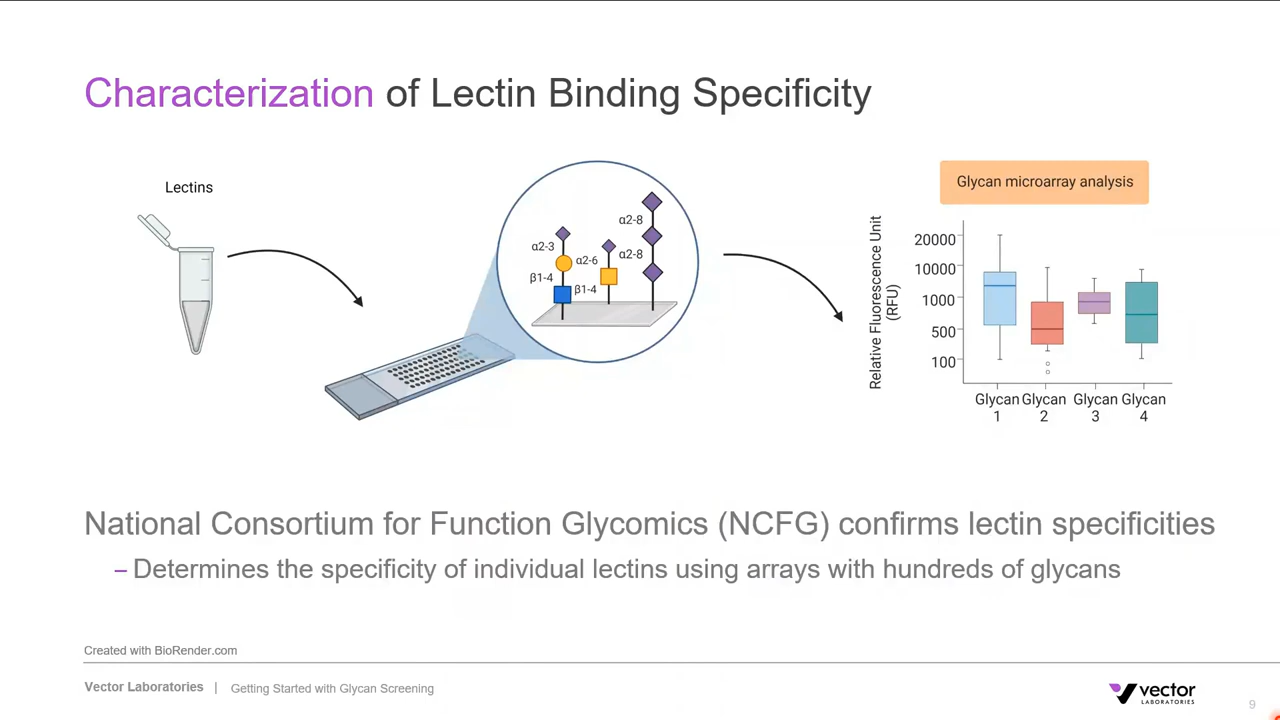 Characterization of Lectin Binding Specificity
Lectins
α2-3
β1-4
α2-6
β1-4
α2-8
α2-8
Glycan microarray analysis
Relative Fluorescence Unit
(RFU)
20000
10000
1000
500
100
Glycan 1
Glycan 2
Glycan 3
Glycan 4
National Consortium for Function Glycomics (NCFG) confirms lectin specificities
– Determines the specificity of individual lectins using arrays with hundreds of glycans
Created with BioRender.com
Vector Laboratories | Getting Started with Glycan Screening
vector
LABORATORIES
9